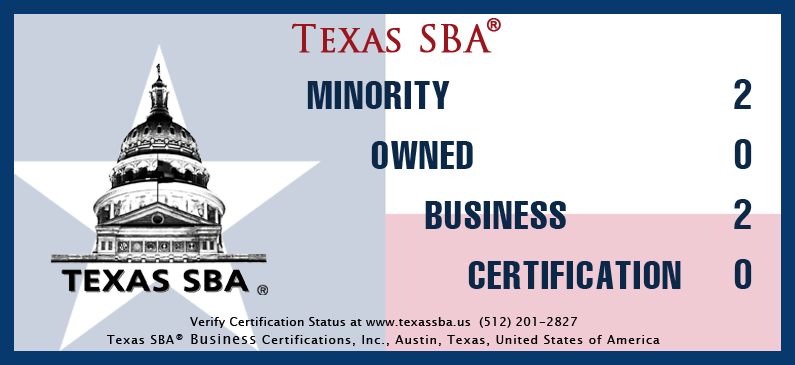 TEXAS SBA®
MINORITY 2
OWNED 0
BUSINESS 2
CERTIFICATION 0
TEXAS SBA ®
Verify Certification Status at www.texassba.us (512) 201-2827
Texas SBA® Business Certifications, Inc., Austin, Texas, United States of America